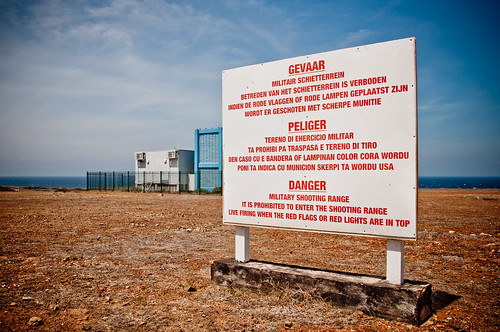 GEVAAR
MILITAIR SCHIETTERREIN
BETREDEN VAN HET SCHIETTERREIN IS VERBODEN
INDIEN DE RODE VLAGGEN OF RODE LAMPEN GEPLAATST ZIJN
WORDT ER GESCHOTEN MET SCHERPE MUNITIE
PELIGER
TERENO DI EHERCICIO MILITAR
TA PROHIBI PA TRASPASA E TERENO DI TIRO
DEN CASO CU E BANDERA OF LAMPINAN COLOR CORA WORDU
PONI TA INDICA CU MUNICION SKERPI TA WORDU USA
DANGER
MILITARY SHOOTING RANGE
IT IS PROHIBITED TO ENTER THE SHOOTING RANGE
LIVE FIRING WHEN THE RED FLAGS OR RED LIGHTS ARE IN TOP